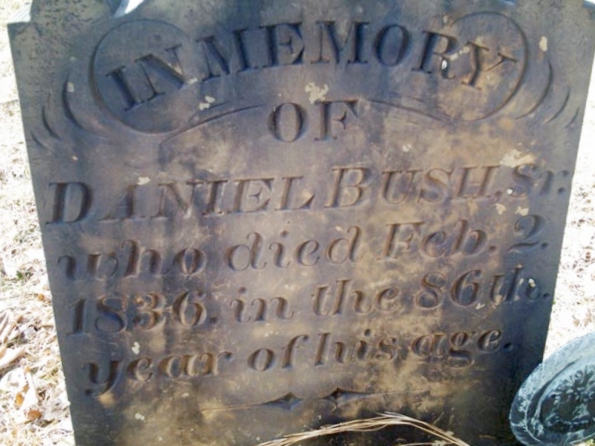 IN MEMORY
OF
DANIEL BUSH, Sr.
who died Feb. 2.
1836. in the 86th.
year of his age.